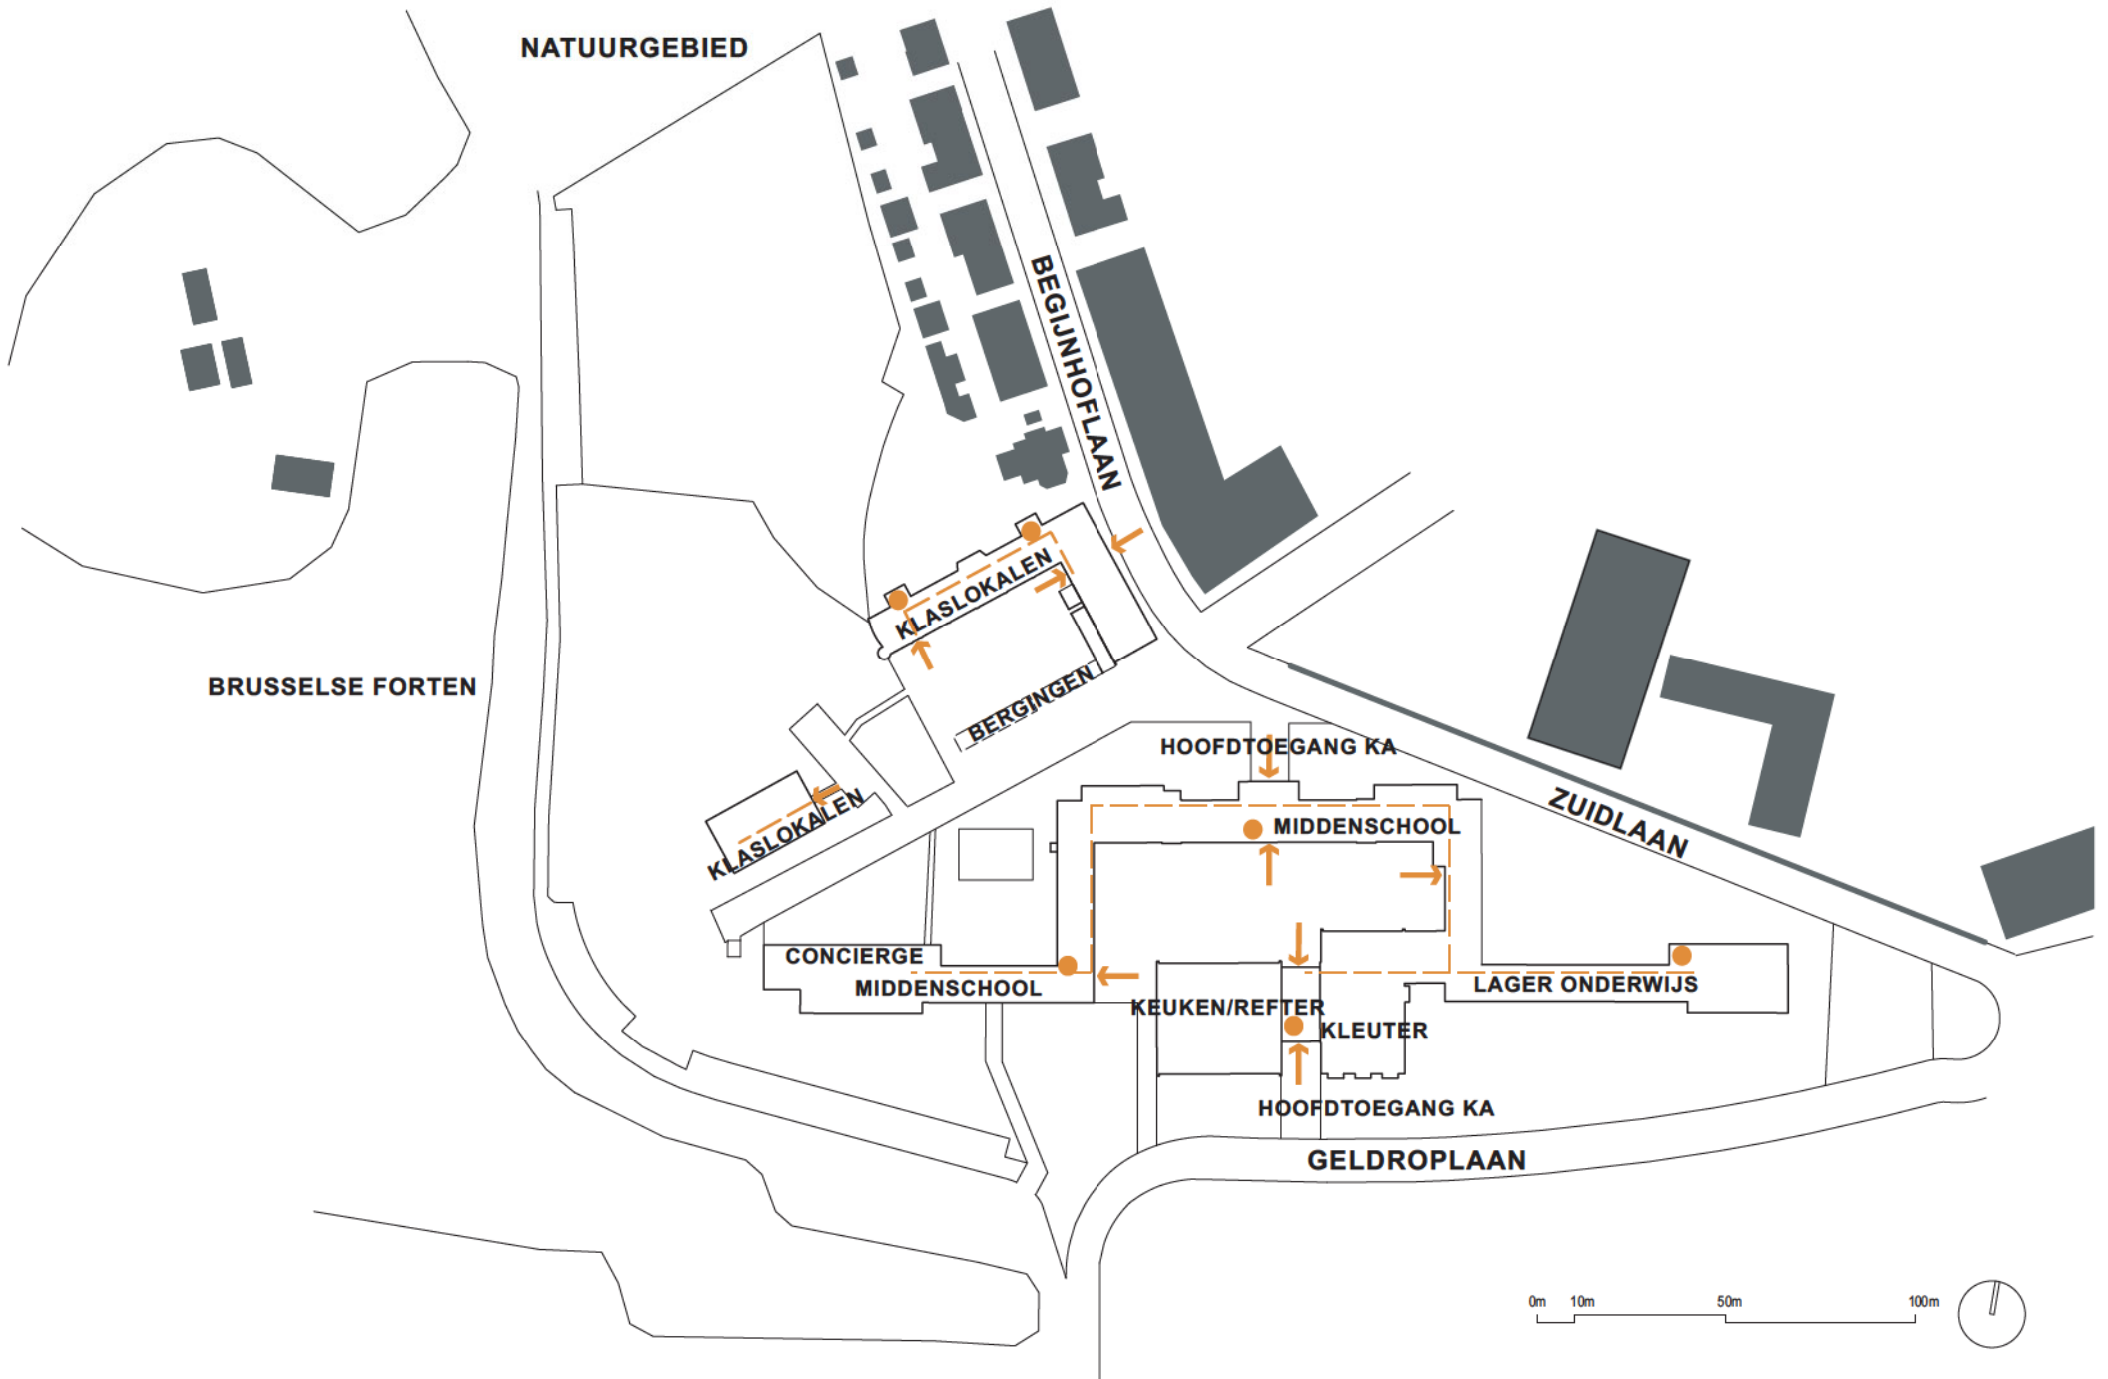 NATUURGEBIED
BEGIJNHOFLAAN
KLASLOKALEN
BRUSSELSE FORTEN
BERGINGEN
HOOFDTOEGANG KA
KLASLOKALEN
ZUIDLAAN
MIDDENSCHOOL
CONCIERGE
MIDDENSCHOOL
LAGER ONDERWIJS
KEUKEN/REFTER
KLEUTER
HOOFDTOEGANG KA
GELDROPLAAN
0m 10m 50m 100m